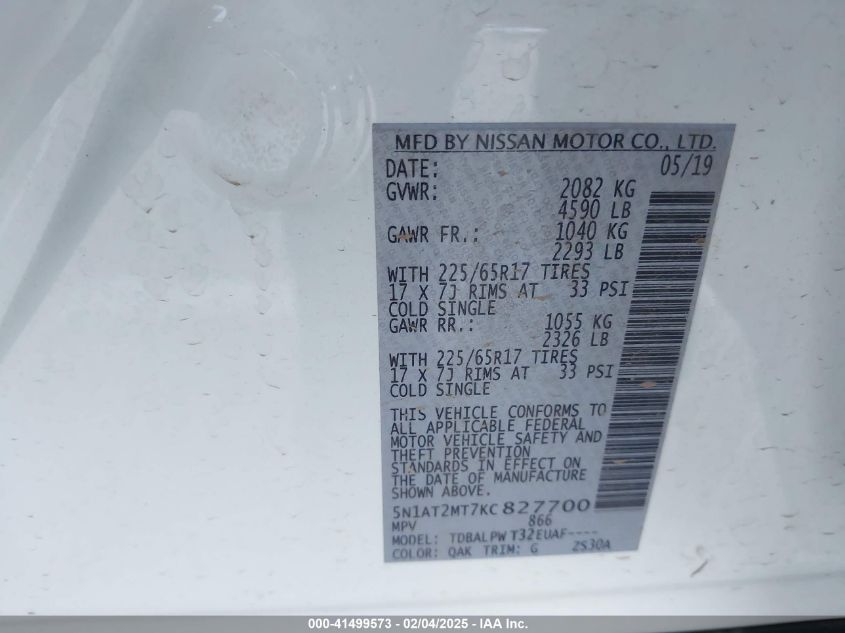 MFD BY NISSAN MOTOR CO., LTD.
DATE: 05/19
GVWR: 2082 KG
4590 LB
GAWR FR.: 1040 KG
2293 LB
WITH 225/65R17 TIRES
17 X 7J RIMS AT 33 PSI
COLD SINGLE
GAWR RR.: 1055 KG
2326 LB
WITH 225/65R17 TIRES
17 X 7J RIMS AT 33 PSI
COLD SINGLE
THIS VEHICLE CONFORMS TO
ALL APPLICABLE FEDERAL
MOTOR VEHICLE SAFETY AND
THEFT PREVENTION
STANDARDS IN EFFECT ON
THE DATE OF MANUFACTURE
SHOWN ABOVE.
5N1AT2MT7KC827700
MPV 866
MODEL: TDBALPW T32EUAF----
COLOR: QAK TRIM: G 2S30A
000-41499573 - 02/04/2025 - IAA Inc.